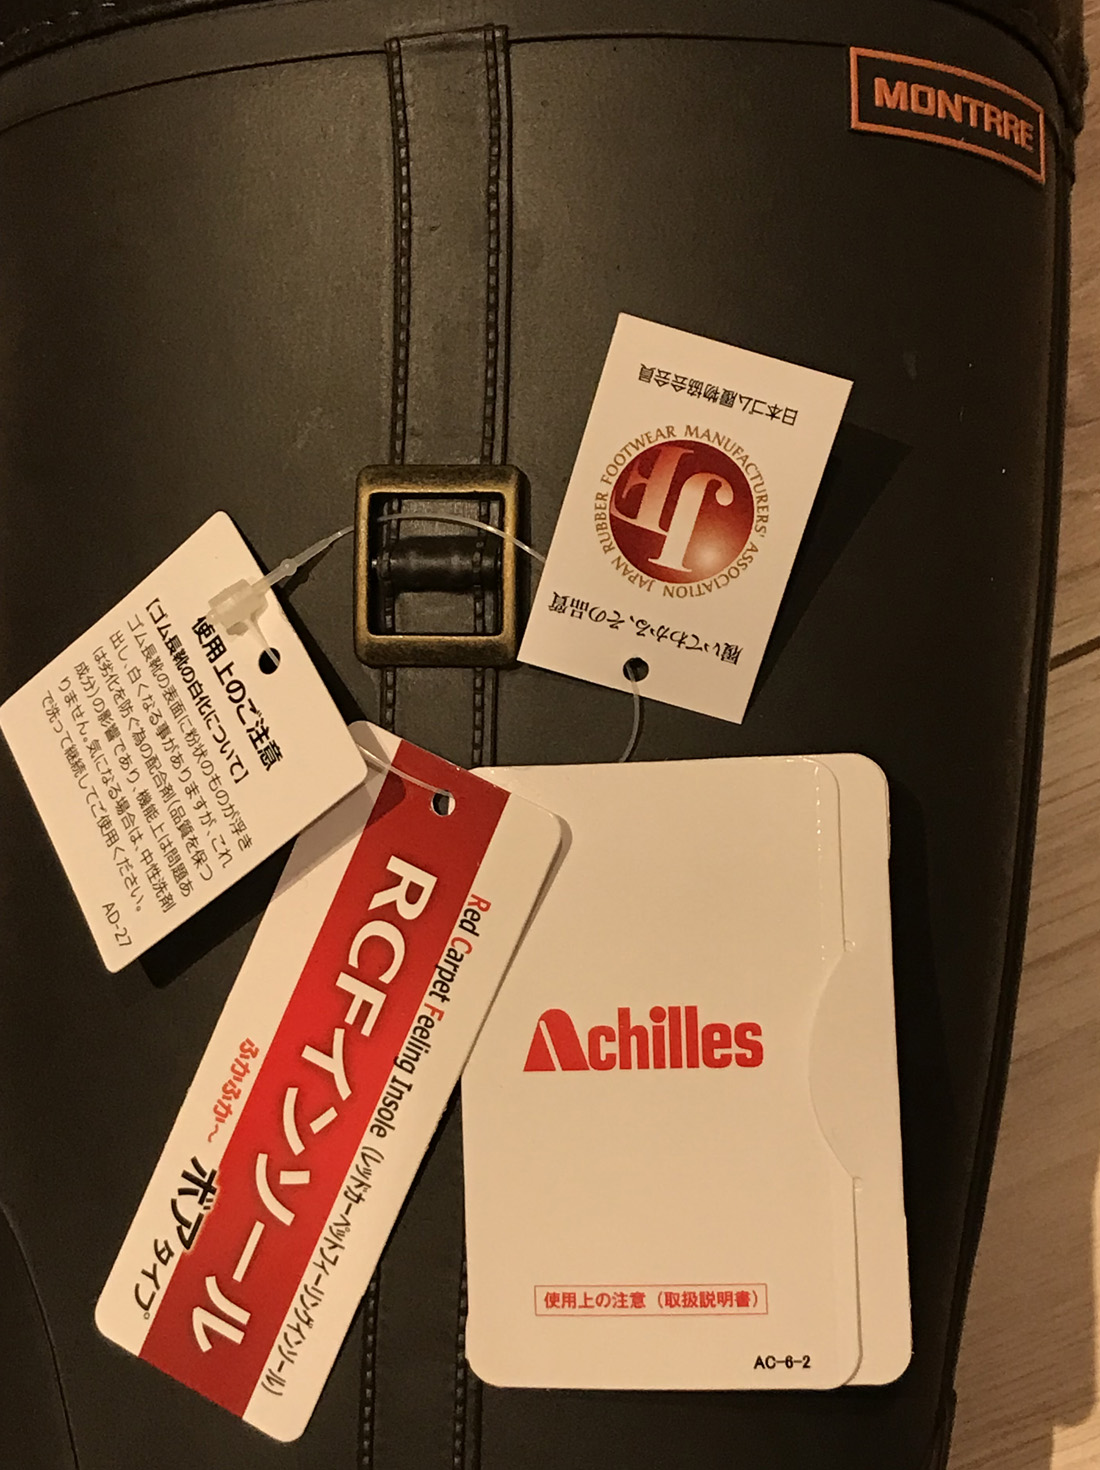 MONTRRE
日本ゴム履物協会会員
JAPAN RUBBER FOOTWEAR MANUFACTURERS' ASSOCIATION
JF
履いてわかる、その品質
使用上のご注意
【ゴム長靴の白化について】
ゴム長靴の表面に粉状のものが浮き
出し、白くなる事がありますが、これ
は劣化を防ぐ為の配合剤(品質を保つ
成分)の影響であり、機能上は問題あ
りません。気になる場合は、中性洗剤
で洗って継続してご使用ください。
AD-27
Red Carpet Feeling Insole (レッドカーペットフィーリングインソール)
RCFインソール
ふかふか〜
ボアタイプ
Achilles
使用上の注意（取扱説明書）
AC-6-2